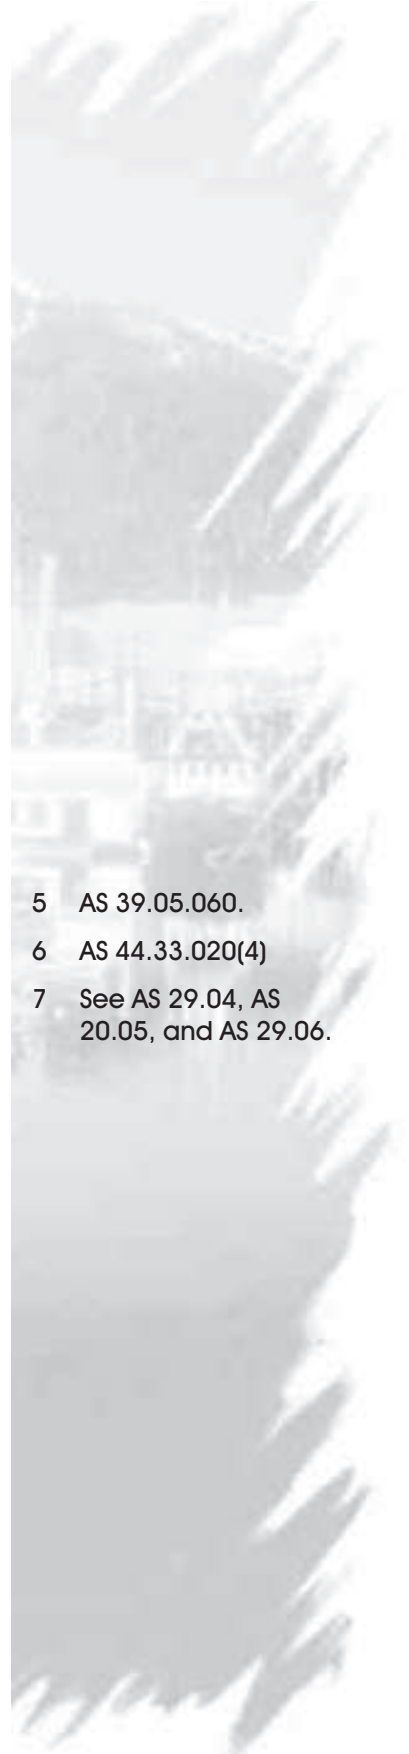 5 AS 39.05.060.
6 AS 44.33.020(4)
7 See AS 29.04, AS
20.05, and AS 29.06.